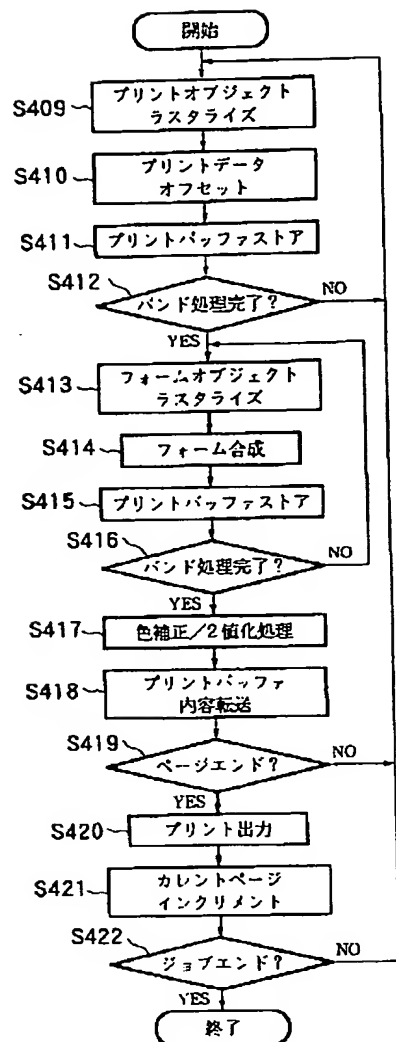 開始
S409
プリントオブジェクト
ラスタライズ
S410
プリントデータ
オフセット
S411
プリントバッファストア
S412
バンド処理完了?
NO
YES
S413
フォームオブジェクト
ラスタライズ
S414
フォーム合成
S415
プリントバッファストア
S416
バンド処理完了?
NO
YES
S417
色補正/2値化処理
S418
プリントバッファ
内容転送
S419
ページエンド?
NO
YES
S420
プリント出力
S421
カレントページ
インクリメント
S422
ジョブエンド?
NO
YES
終了